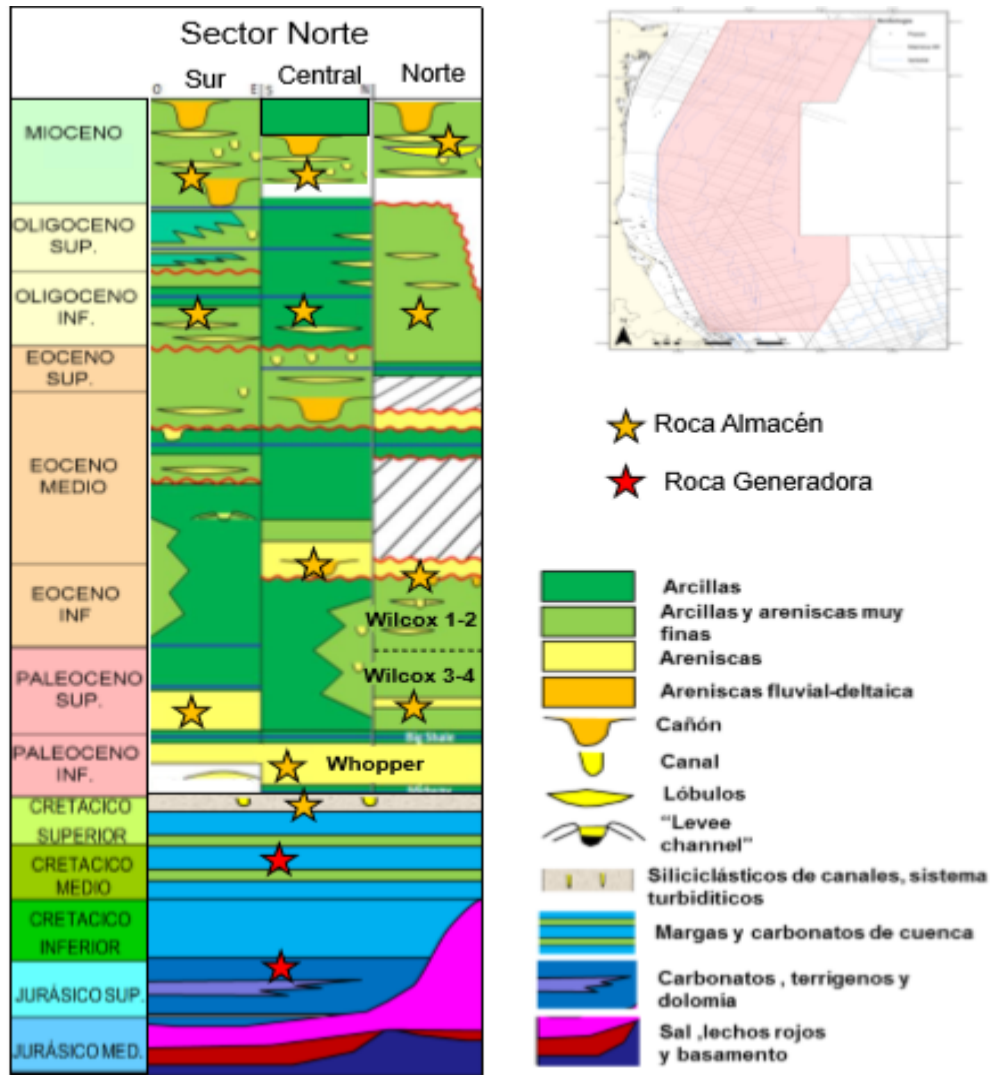 Sector Norte
Sur
Central
Norte
O
E
S
N
MIOCENO
OLIGOCENO
SUP.
OLIGOCENO
INF.
EOCENO
SUP.
EOCENO
MEDIO
EOCENO
INF
PALEOCENO
SUP.
PALEOCENO
INF.
CRETACICO
SUPERIOR
CRETACICO
MEDIO
CRETACICO
INFERIOR
JURÁSICO SUP.
JURÁSICO MED.
Wilcox 1-2
Wilcox 3-4
Big Shale
Whopper
Roca Almacén
Roca Generadora
Arcillas
Arcillas y areniscas muy
finas
Areniscas
Areniscas fluvial-deltaica
Cañón
Canal
Lóbulos
“Levee
channel”
Siliciclásticos de canales, sistema
turbidíticos
Margas y carbonatos de cuenca
Carbonatos , terrígenos y
dolomia
Sal ,lechos rojos
y basamento